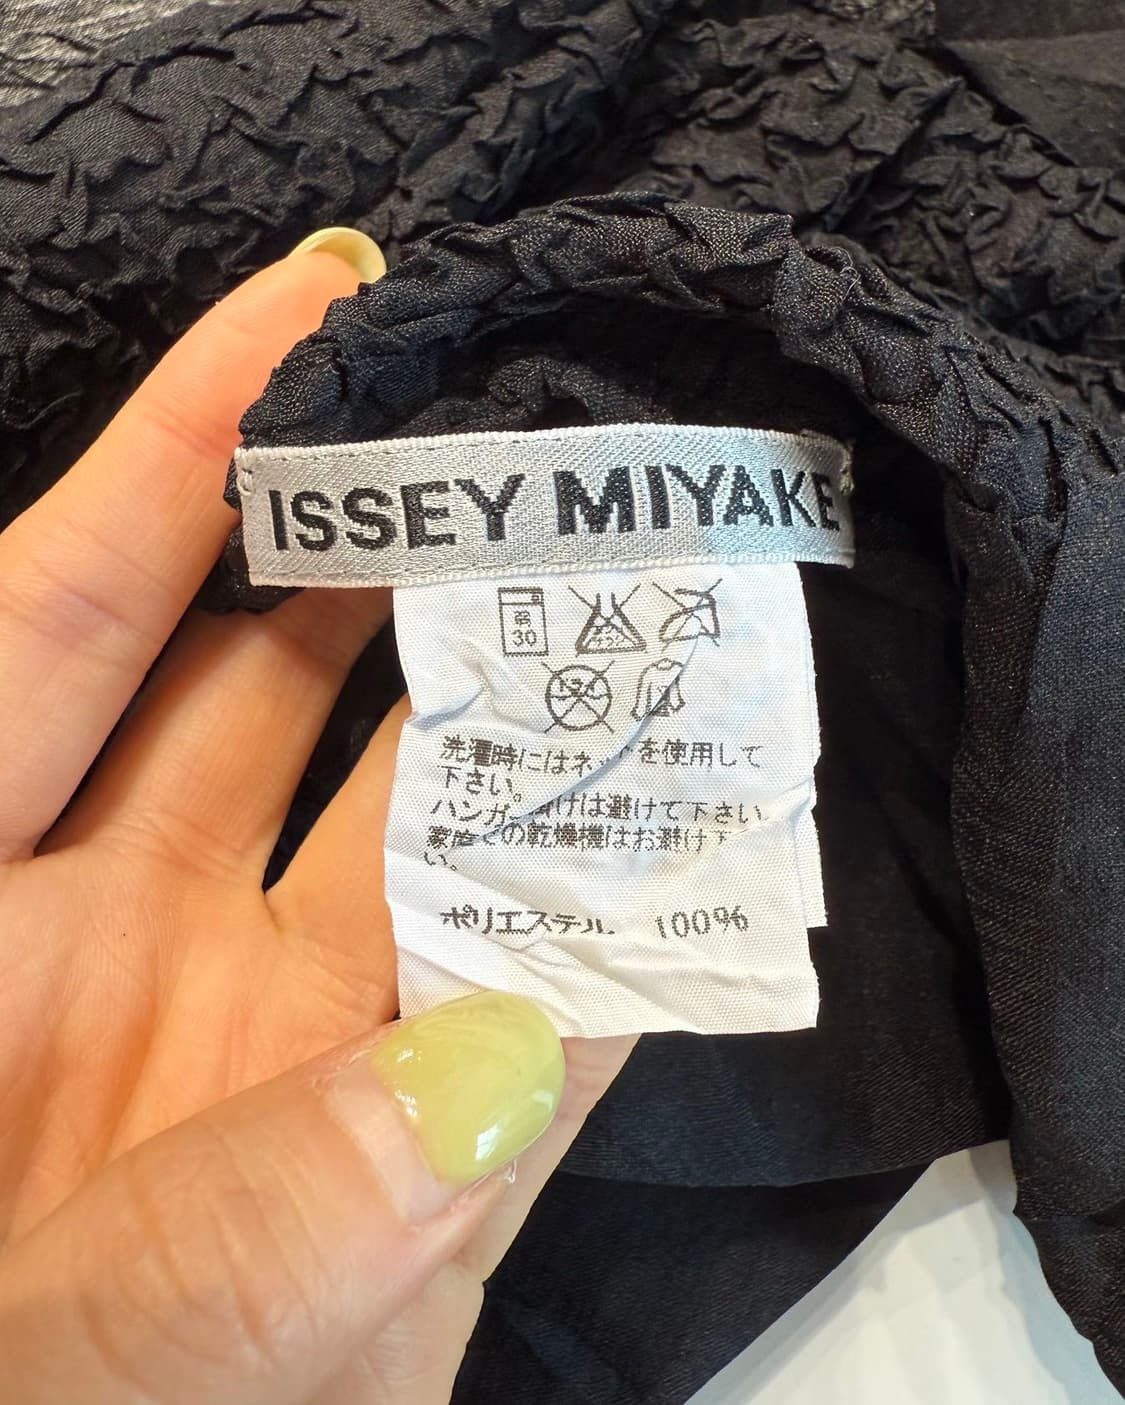 ISSEY MIYAKE
弱
30
洗濯時にはネットを使用して
下さい。
ハンガー掛けは避けて下さい。
家庭での乾燥機はお避け下さ
い。
ポリエステル 100%